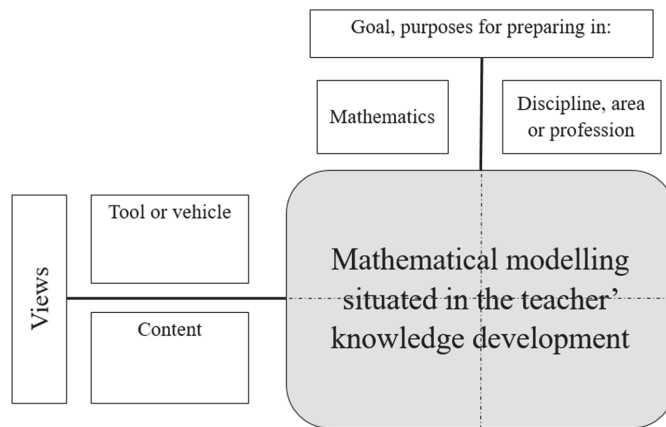 Goal, purposes for preparing in:
Mathematics
Discipline, area
or profession
Views
Tool or vehicle
Content
Mathematical modelling
situated in the teacher’
knowledge development